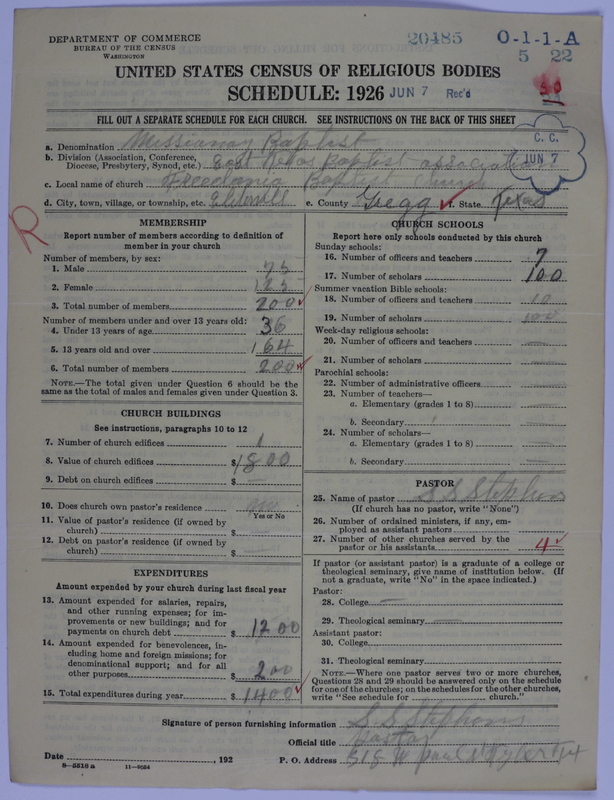 DEPARTMENT OF COMMERCE
BUREAU OF THE CENSUS
WASHINGTON
20485
O-1-1-A
5 22
UNITED STATES CENSUS OF RELIGIOUS BODIES
SCHEDULE: 1926 JUN 7 Rec'd
FILL OUT A SEPARATE SCHEDULE FOR EACH CHURCH. SEE INSTRUCTIONS ON THE BACK OF THIS SHEET
C. C.
JUN 7
R
a. Denomination Missionary Baptist
b. Division (Association, Conference, Diocese, Presbytery, Synod, etc.) East Texas Baptist association
c. Local name of church Baptist Church
d. City, town, village, or township, etc. e. County Gregg f. State Texas
MEMBERSHIP
Report number of members according to definition of member in your church
Number of members, by sex:
1. Male 75
2. Female 125
3. Total number of members 200
Number of members under and over 13 years old:
4. Under 13 years of age 36
5. 13 years old and over 164
6. Total number of members 200
NOTE.—The total given under Question 6 should be the same as the total of males and females given under Question 3.
CHURCH BUILDINGS
See instructions, paragraphs 10 to 12
7. Number of church edifices 1
8. Value of church edifices $1800
9. Debt on church edifices $
10. Does church own pastor's residence
Yes or No
11. Value of pastor's residence (if owned by church) $
12. Debt on pastor's residence (if owned by church) $
EXPENDITURES
Amount expended by your church during last fiscal year
13. Amount expended for salaries, repairs, and other running expenses; for improvements or new buildings; and for payments on church debt $ 1200
14. Amount expended for benevolences, including home and foreign missions; for denominational support; and for all other purposes $ 200
15. Total expenditures during year $ 1400
CHURCH SCHOOLS
Report here only schools conducted by this church
Sunday schools:
16. Number of officers and teachers 7
17. Number of scholars 100
Summer vacation Bible schools:
18. Number of officers and teachers 10
19. Number of scholars 100
Week-day religious schools:
20. Number of officers and teachers
21. Number of scholars
Parochial schools:
22. Number of administrative officers
23. Number of teachers—
a. Elementary (grades 1 to 8)
b. Secondary
24. Number of scholars—
a. Elementary (grades 1 to 8)
b. Secondary
PASTOR
25. Name of pastor S S Stephens
(If church has no pastor, write "None")
26. Number of ordained ministers, if any, employed as assistant pastors
27. Number of other churches served by the pastor or his assistants 4
If pastor (or assistant pastor) is a graduate of a college or theological seminary, give name of institution below. (If not a graduate, write "No" in the space indicated.)
Pastor:
28. College
29. Theological seminary
Assistant pastor:
30. College
31. Theological seminary
NOTE.—Where one pastor serves two or more churches, Questions 28 and 29 should be answered only on the schedule for one of the churches; on the schedules for the other churches, write "See schedule for church."
Signature of person furnishing information S. S. Stephens
Official title Pastor
Date , 192 P. O. Address 518 W Tyler Tex
8—5518 a 11—8034